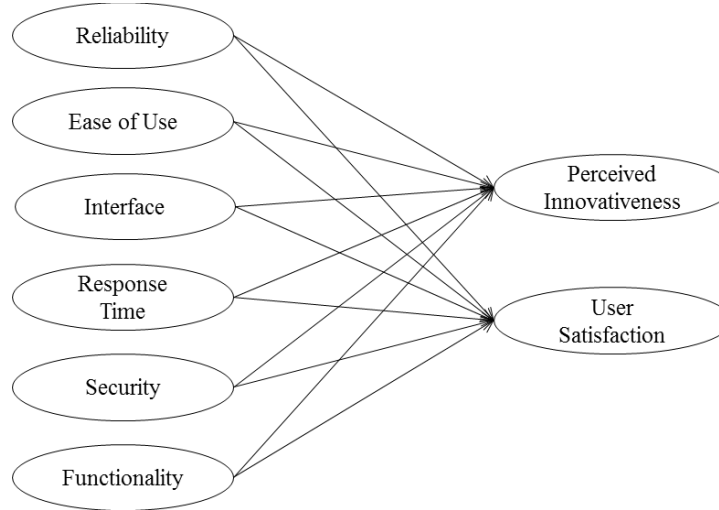 Reliability
Ease of Use
Interface
Response
Time
Security
Functionality
Perceived
Innovativeness
User
Satisfaction